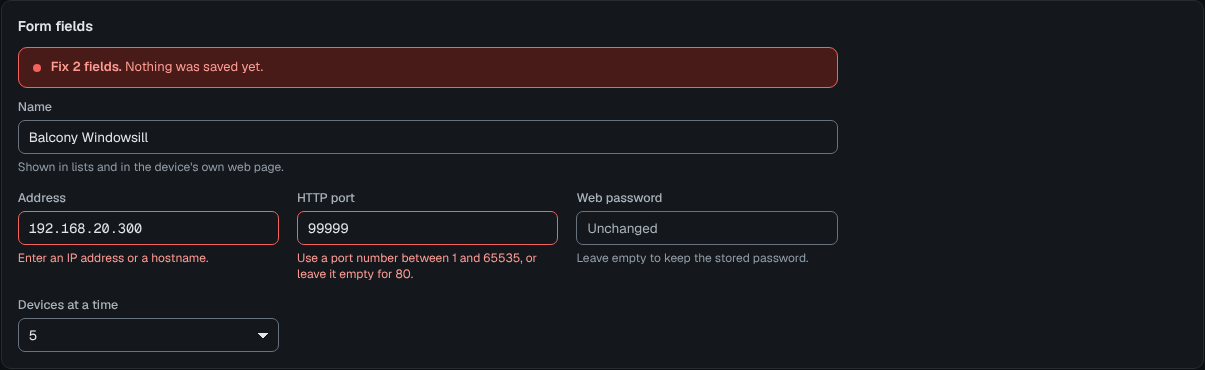 Form fields
Fix 2 fields. Nothing was saved yet.
Name
Balcony Windowsill
Shown in lists and in the device's own web page.
Address
HTTP port
Web password
192.168.20.300
99999
Unchanged
Enter an IP address or a hostname.
Use a port number between 1 and 65535, or
leave it empty for 80.
Leave empty to keep the stored password.
Devices at a time
5